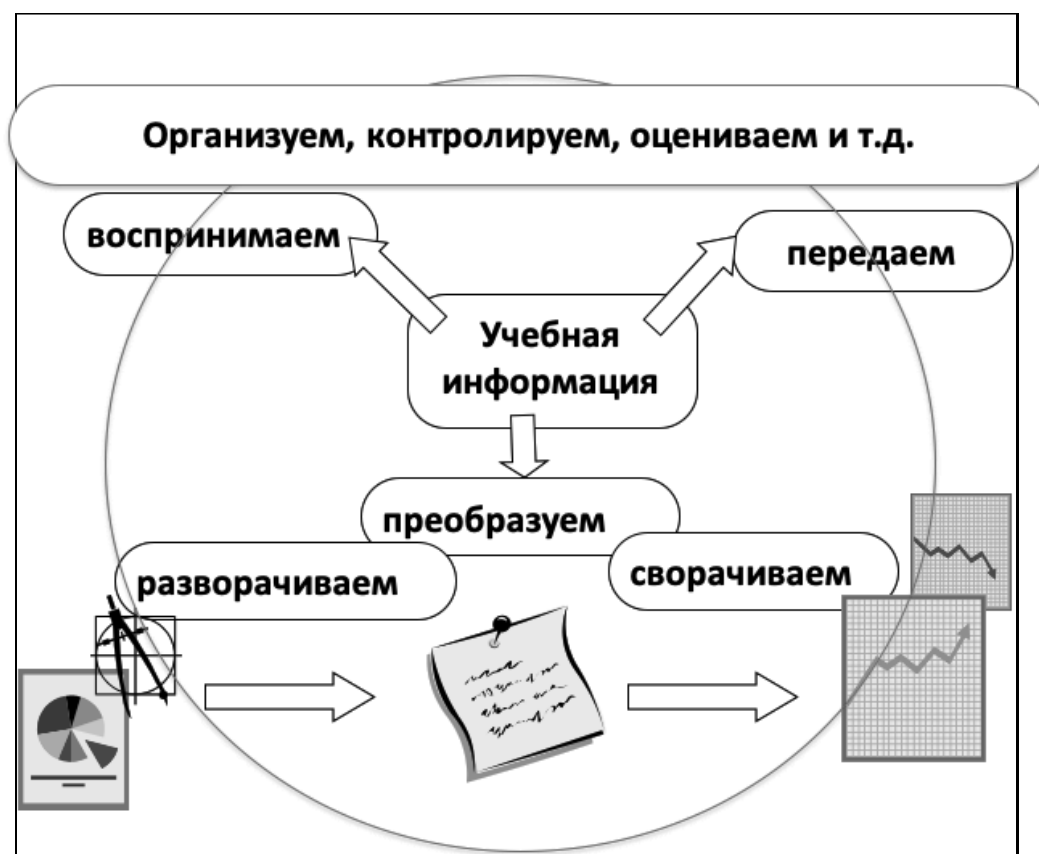 Организуем, контролируем, оцениваем и т.д.
воспринимаем
передаем
Учебная
информация
преобразуем
разворачиваем
сворачиваем